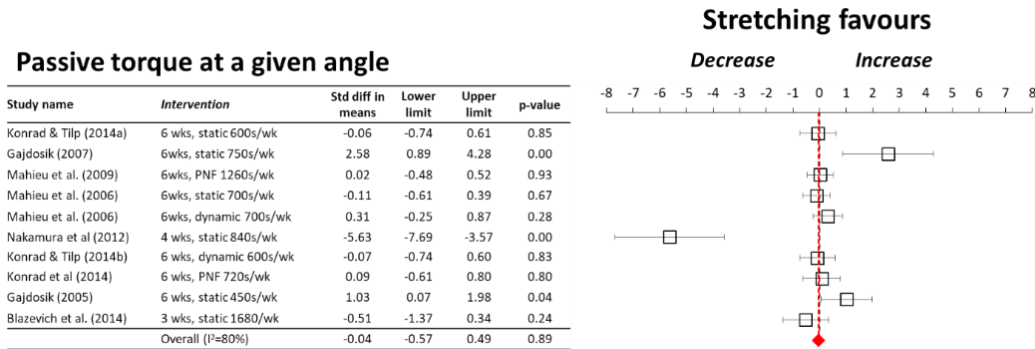 Stretching favours
Passive torque at a given angle
Decrease Increase
Study name Intervention Std diff in means Lower limit Upper limit p-value
-8 -7 -6 -5 -4 -3 -2 -1 0 1 2 3 4 5 6 7 8
Konrad & Tilp (2014a) 6 wks, static 600s/wk -0.06 -0.74 0.61 0.85
Gajdosik (2007) 6wks, static 750s/wk 2.58 0.89 4.28 0.00
Mahieu et al. (2009) 6wks, PNF 1260s/wk 0.02 -0.48 0.52 0.93
Mahieu et al. (2006) 6wks, static 700s/wk -0.11 -0.61 0.39 0.67
Mahieu et al. (2006) 6wks, dynamic 700s/wk 0.31 -0.25 0.87 0.28
Nakamura et al (2012) 4 wks, static 840s/wk -5.63 -7.69 -3.57 0.00
Konrad & Tilp (2014b) 6 wks, dynamic 600s/wk -0.07 -0.74 0.60 0.83
Konrad et al (2014) 6 wks, PNF 720s/wk 0.09 -0.61 0.80 0.80
Gajdosik (2005) 6 wks, static 450s/wk 1.03 0.07 1.98 0.04
Blazevich et al. (2014) 3 wks, static 1680/wk -0.51 -1.37 0.34 0.24
Overall (I²=80%) -0.04 -0.57 0.49 0.89